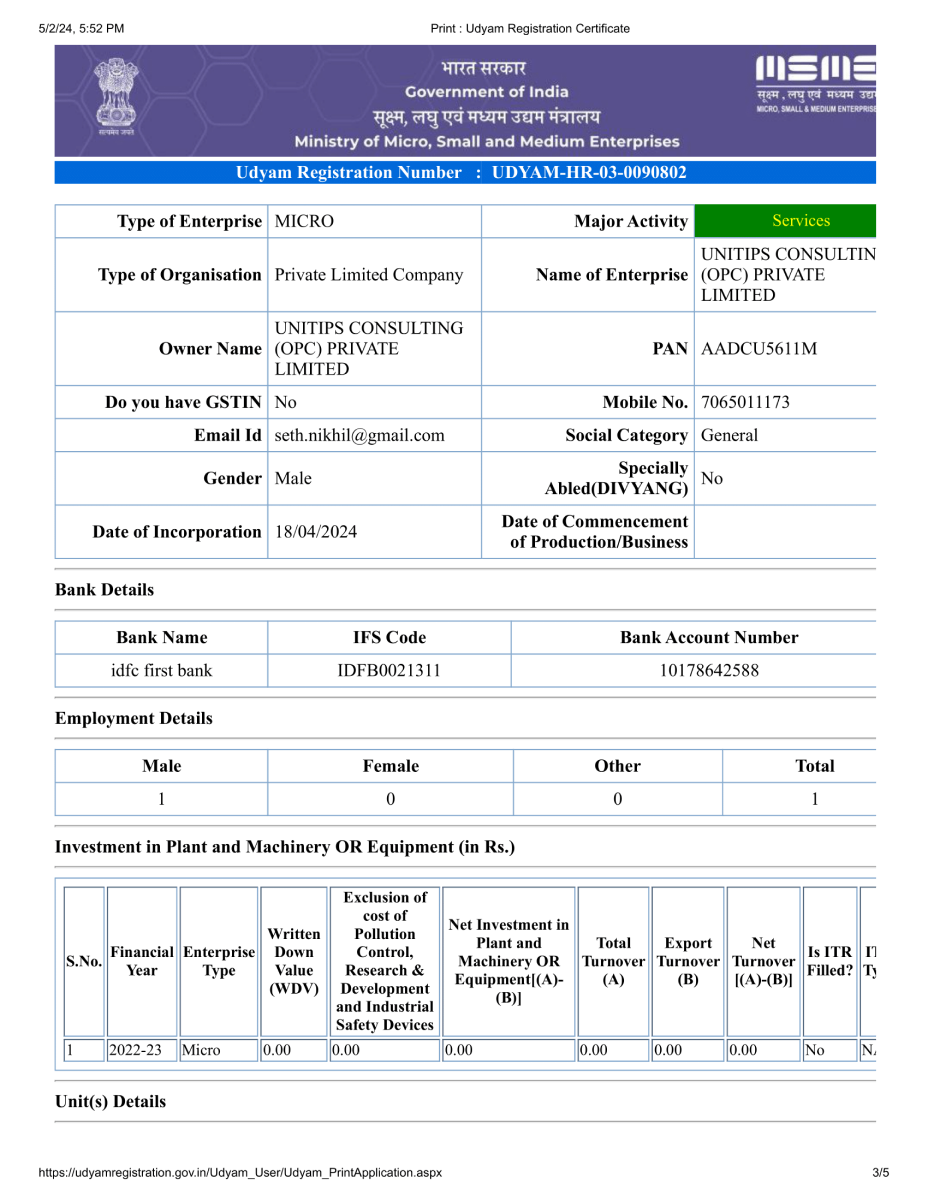 5/2/24, 5:52 PM Print : Udyam Registration Certificate
भारत सरकार
Government of India
सूक्ष्म, लघु एवं मध्यम उद्यम मंत्रालय
Ministry of Micro, Small and Medium Enterprises
सत्यमेव जयते
MSME
सूक्ष्म , लघु एवं मध्यम उद्य
MICRO, SMALL & MEDIUM ENTERPRISE
Udyam Registration Number : UDYAM-HR-03-0090802
Type of Enterprise MICRO Major Activity Services
Type of Organisation Private Limited Company Name of Enterprise UNITIPS CONSULTIN
(OPC) PRIVATE
LIMITED
Owner Name UNITIPS CONSULTING
(OPC) PRIVATE
LIMITED
PAN AADCU5611M
Do you have GSTIN No Mobile No. 7065011173
Email Id seth.nikhil@gmail.com Social Category General
Gender Male Specially
Abled(DIVYANG) No
Date of Incorporation 18/04/2024 Date of Commencement
of Production/Business
Bank Details
Bank Name IFS Code Bank Account Number
idfc first bank IDFB0021311 10178642588
Employment Details
Male Female Other Total
1 0 0 1
Investment in Plant and Machinery OR Equipment (in Rs.)
S.No.
Financial
Year
Enterprise
Type
Written
Down
Value
(WDV)
Exclusion of
cost of
Pollution
Control,
Research &
Development
and Industrial
Safety Devices
Net Investment in
Plant and
Machinery OR
Equipment[(A)-
(B)]
Total
Turnover
(A)
Export
Turnover
(B)
Net
Turnover
[(A)-(B)]
Is ITR
Filled?
1 2022-23 Micro 0.00 0.00 0.00 0.00 0.00 0.00 No
Unit(s) Details
https://udyamregistration.gov.in/Udyam_User/Udyam_PrintApplication.aspx 3/5